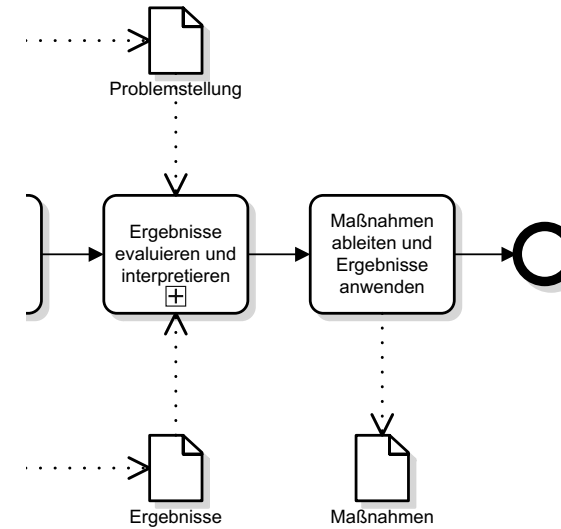 Problemstellung
Ergebnisse
evaluieren und
interpretieren
Maßnahmen
ableiten und
Ergebnisse
anwenden
Ergebnisse
Maßnahmen